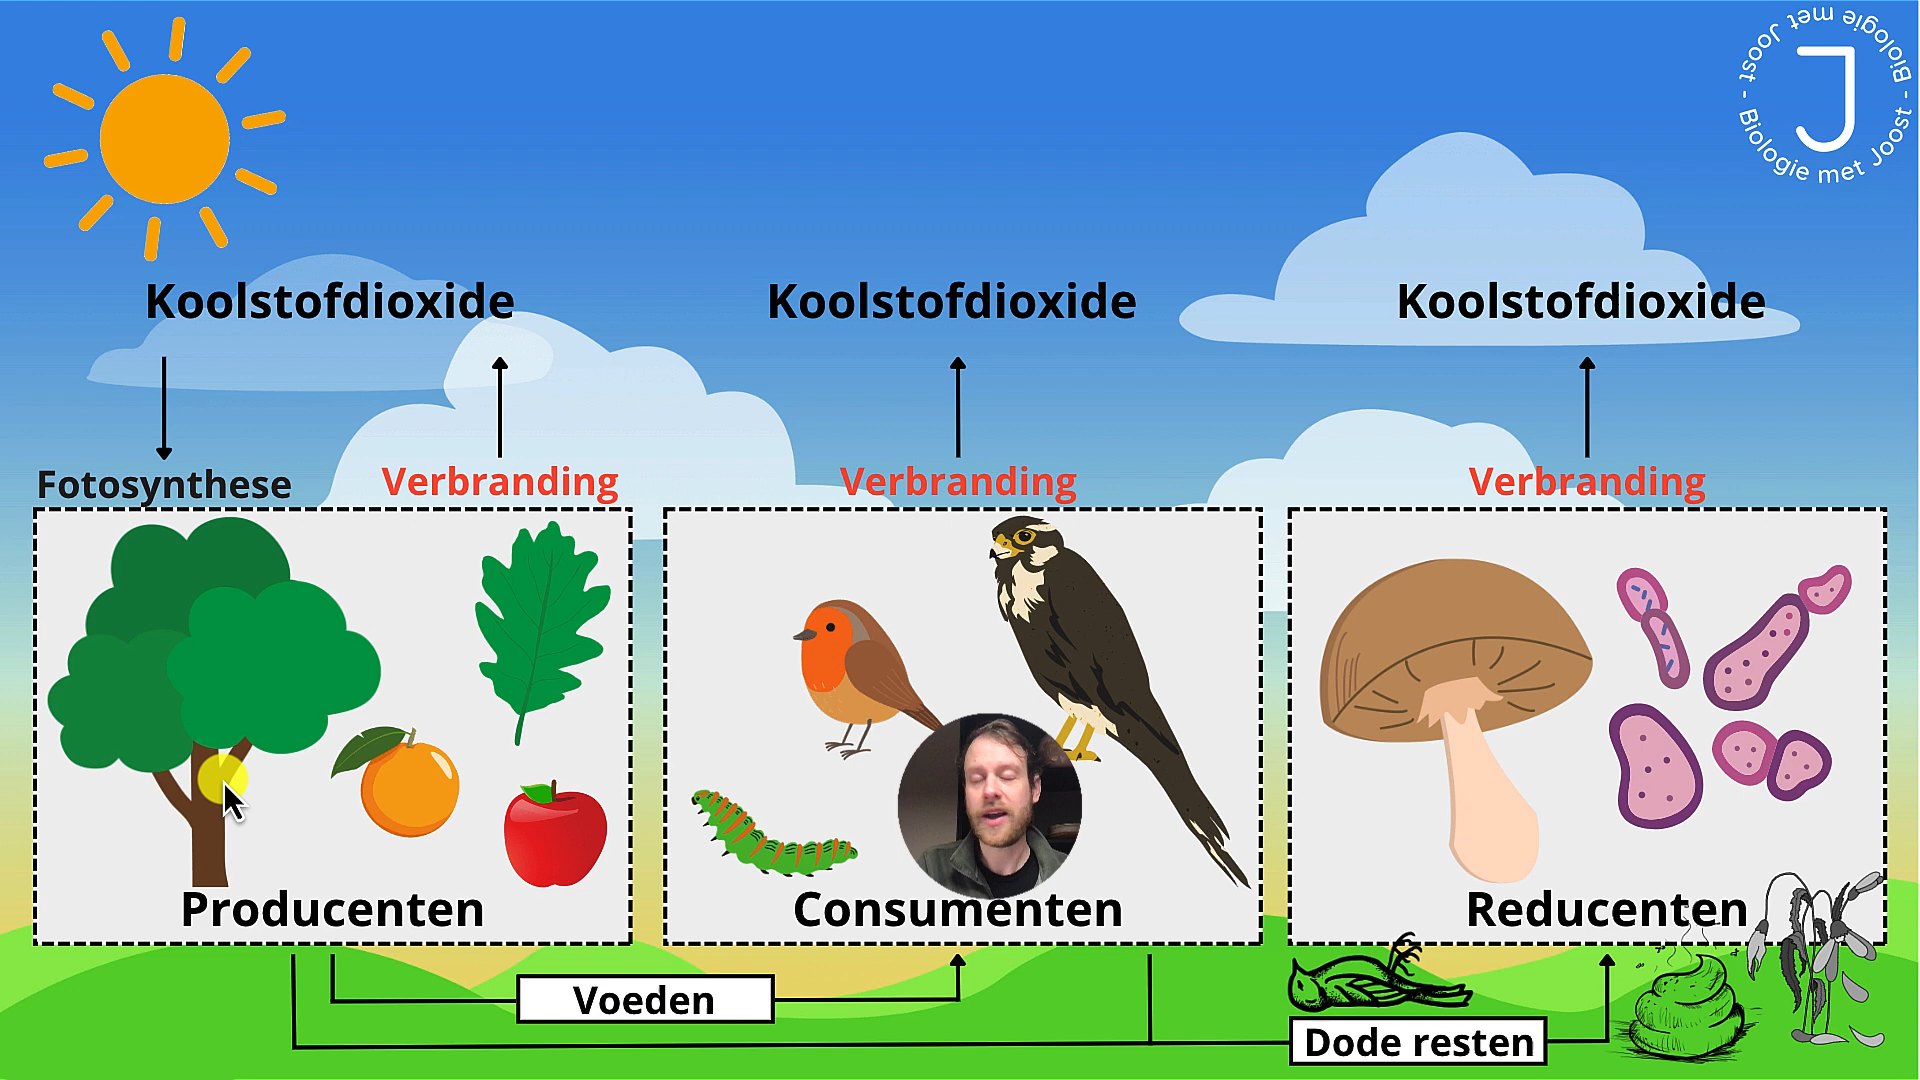 Biologie met Joost - Biologie met Joost -
J
Koolstofdioxide Koolstofdioxide Koolstofdioxide
Fotosynthese Verbranding Verbranding Verbranding
Producenten Consumenten Reducenten
Voeden
Dode resten